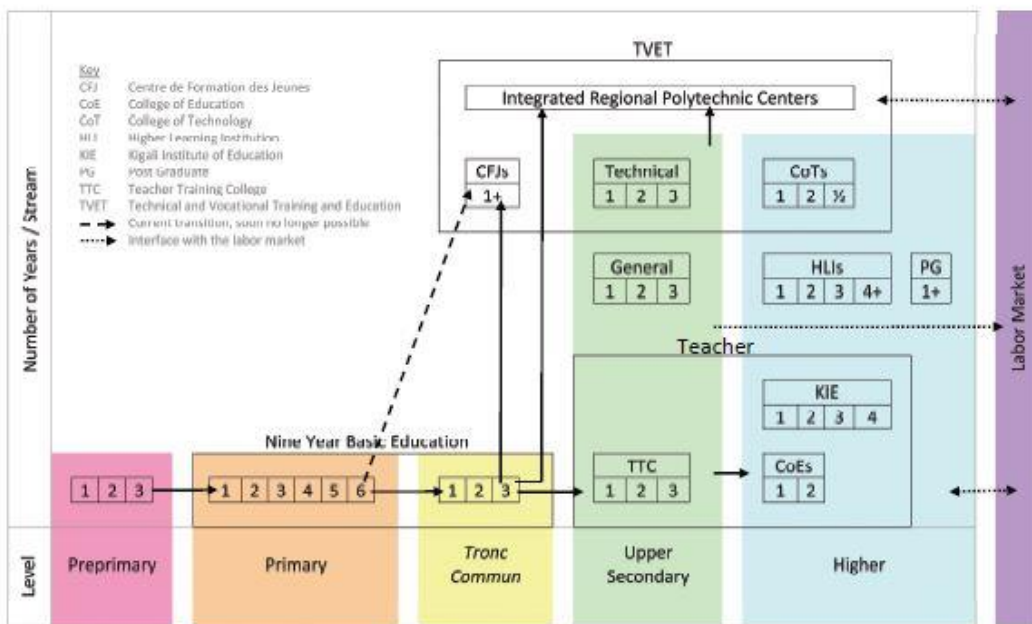 TVET
Key
CFJ Centre de Formation des Jeunes
CoE College of Education
CoT College of Technology
HLI Higher Learning Institution
KIE Kigali Institute of Education
PG Post Graduate
TTC Teacher Training College
TVET Technical and Vocational Training and Education
Current transition, soon no longer possible
Interface with the labor market
Integrated Regional Polytechnic Centers
CFJs
1+
Technical
1 2 3
CoTs
1 2 ½
General
1 2 3
HLIs
1 2 3 4+
PG
1+
Teacher
KIE
1 2 3 4
Nine Year Basic Education
1 2 3
1 2 3 4 5 6
1 2 3
TTC
1 2 3
CoEs
1 2
Number of Years / Stream
Labor Market
Level
Preprimary
Primary
Tronc
Commun
Upper
Secondary
Higher